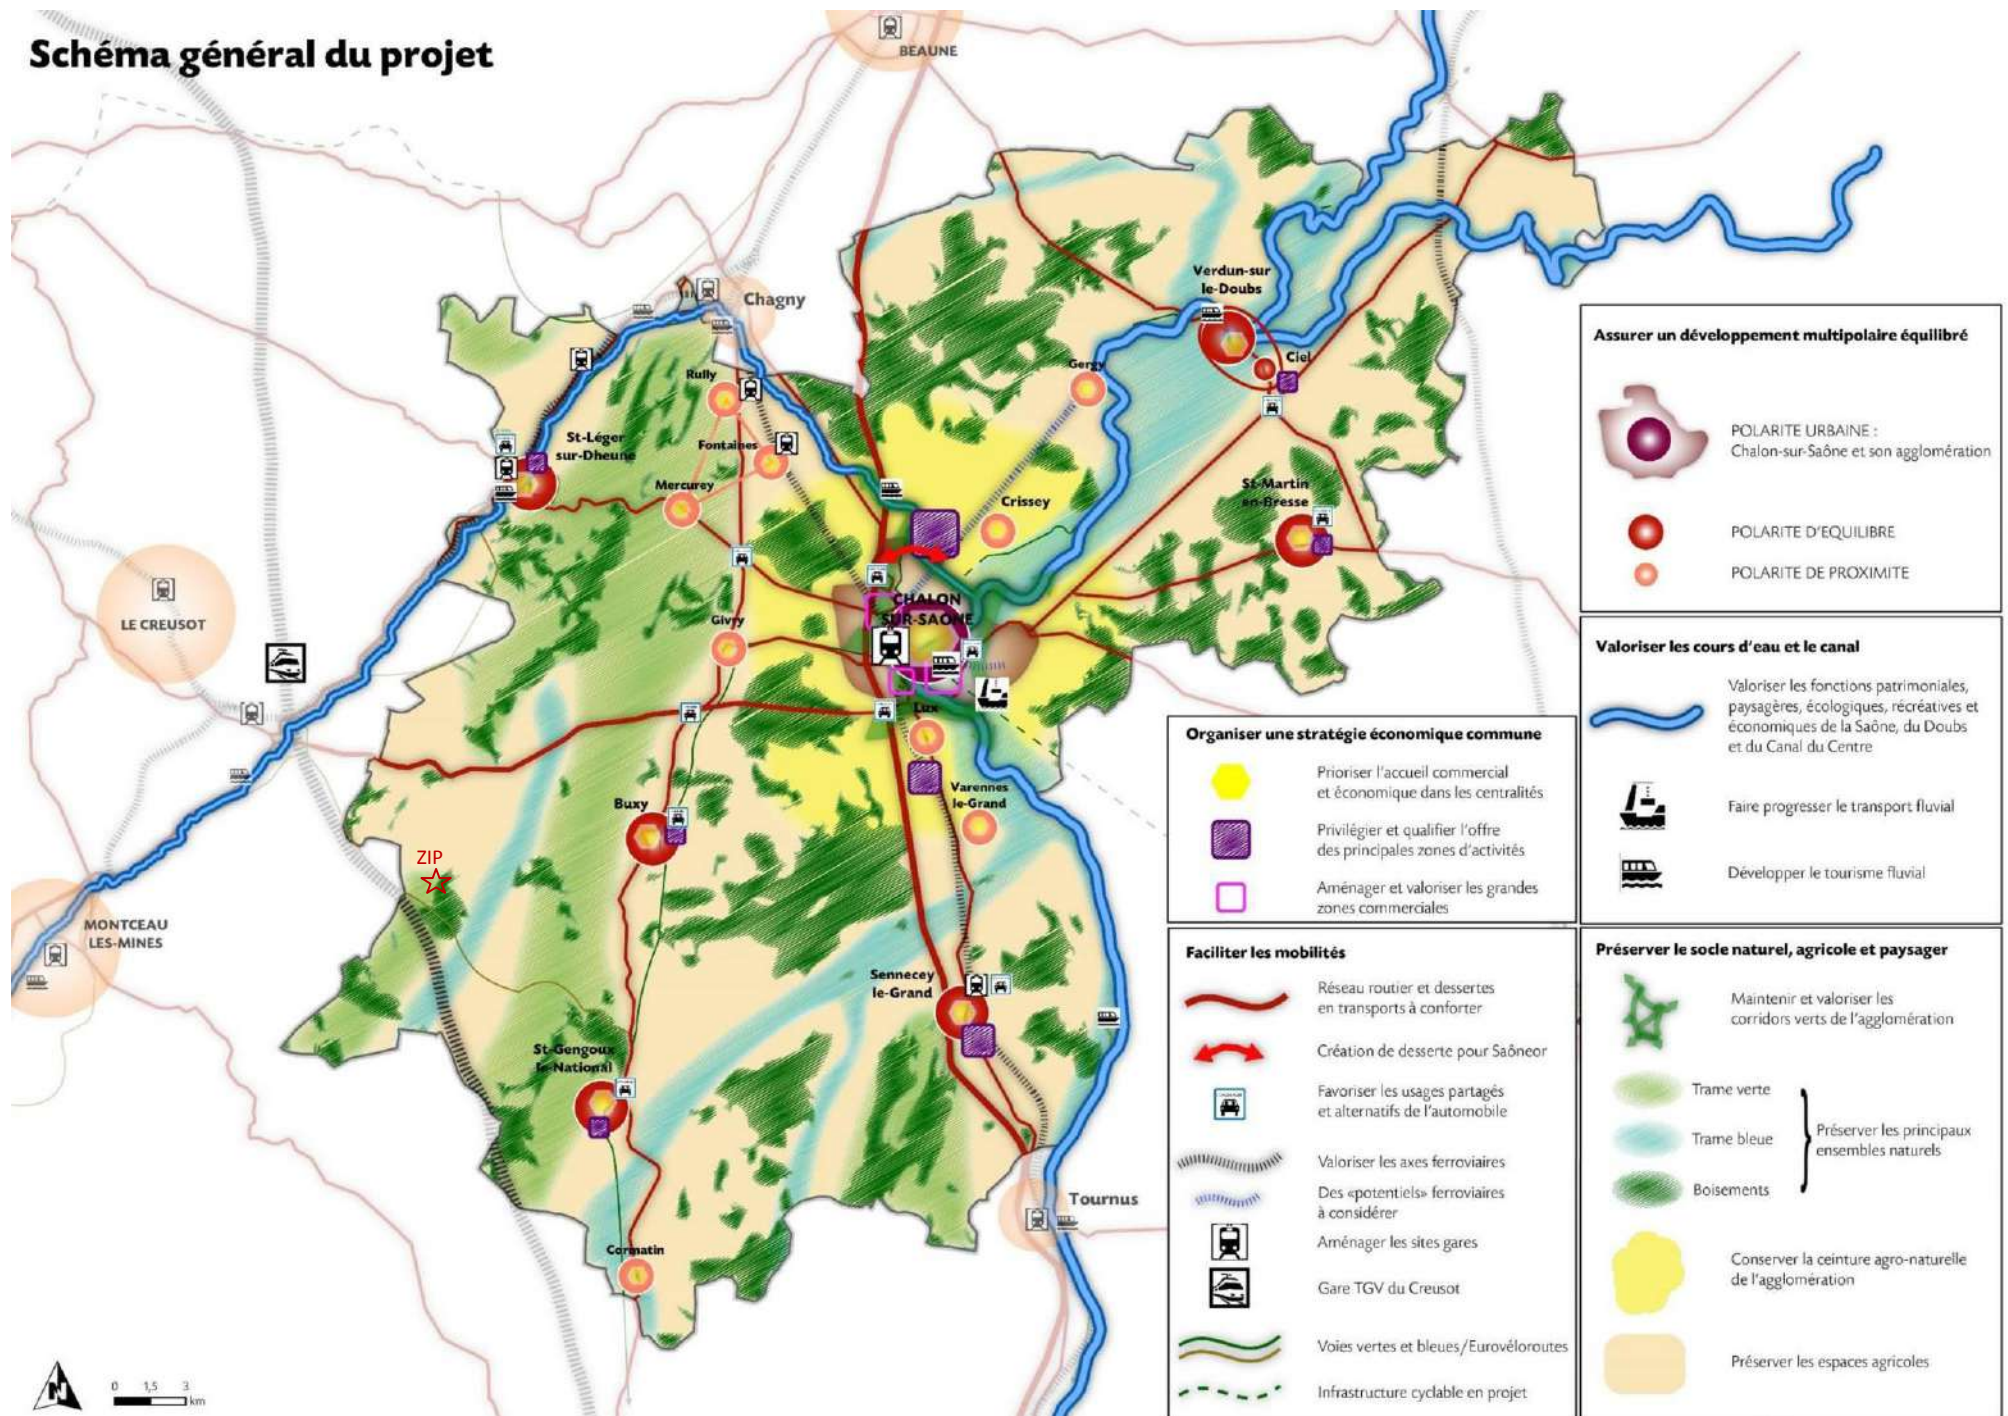 Schéma général du projet
BEAUNE
Chagny
Verdun-sur
le-Doubs
Ciel
Gergy
Rully
St-Léger
sur-Dheune
Fontaines
Mercurey
Crissey
St-Martin
en-Bresse
LE CREUSOT
CHALON
SUR-SAÔNE
Givry
Lux
Varennes
le-Grand
Buxy
ZIP
MONTCEAU
LES-MINES
Sennecey
le-Grand
St-Gengoux
le-National
Tournus
Cormatin
N
0 1,5 3
km
Assurer un développement multipolaire équilibré
POLARITE URBAINE :
Chalon-sur-Saône et son agglomération
POLARITE D'EQUILIBRE
POLARITE DE PROXIMITE
Valoriser les cours d'eau et le canal
Valoriser les fonctions patrimoniales,
paysagères, écologiques, récréatives et
économiques de la Saône, du Doubs
et du Canal du Centre
Faire progresser le transport fluvial
Développer le tourisme fluvial
Organiser une stratégie économique commune
Prioriser l'accueil commercial
et économique dans les centralités
Privilégier et qualifier l'offre
des principales zones d'activités
Aménager et valoriser les grandes
zones commerciales
Faciliter les mobilités
Réseau routier et dessertes
en transports à conforter
Création de desserte pour Saôneor
Favoriser les usages partagés
et alternatifs de l'automobile
Valoriser les axes ferroviaires
Des «potentiels» ferroviaires
à considérer
Aménager les sites gares
Gare TGV du Creusot
Voies vertes et bleues/Eurovéloroutes
Infrastructure cyclable en projet
Préserver le socle naturel, agricole et paysager
Maintenir et valoriser les
corridors verts de l'agglomération
Trame verte
Trame bleue
Boisements
Préserver les principaux
ensembles naturels
Conserver la ceinture agro-naturelle
de l'agglomération
Préserver les espaces agricoles